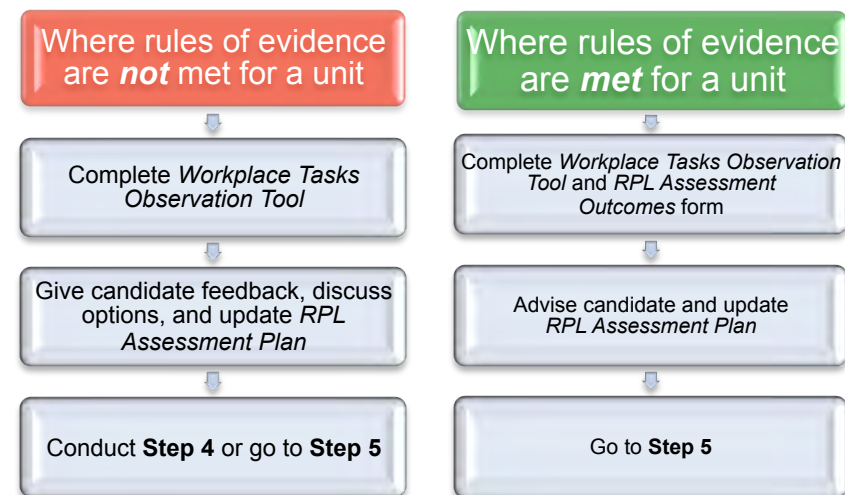 Where rules of evidence
are not met for a unit
Complete Workplace Tasks
Observation Tool
Give candidate feedback, discuss
options, and update RPL
Assessment Plan
Conduct Step 4 or go to Step 5
Where rules of evidence
are met for a unit
Complete Workplace Tasks Observation
Tool and RPL Assessment
Outcomes form
Advise candidate and update
RPL Assessment Plan
Go to Step 5